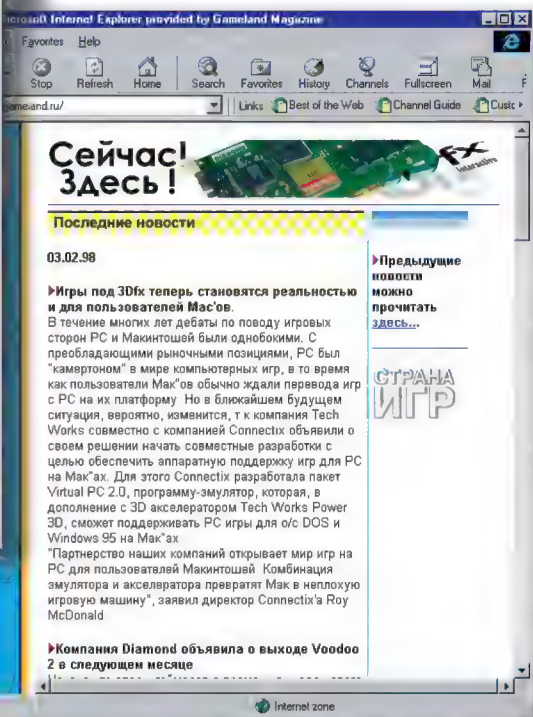 Microsoft Internet Explorer provided by Gameland Magazine
Favorites Help
Stop Refresh Home Search Favorites History Channels Fullscreen Mail F
gameland.ru/ Links Best of the Web Channel Guide Custc
Сейчас!
Здесь!
FX
interactive
Последние новости
03.02.98
Игры под 3Dfx теперь становятся реальностью
и для пользователей Mac'ов.
В течение многих лет дебаты по поводу игровых
сторон PC и Макинтошей были однобокими. С
преобладающими рыночными позициями, PC был
"камертоном" в мире компьютерных игр, в то время
как пользователи Мак"ов обычно ждали перевода игр
с PC на их платформу Но в ближайшем будущем
ситуация, вероятно, изменится, т к компания Tech
Works совместно с компанией Connectix объявили о
своем решении начать совместные разработки с
целью обеспечить аппаратную поддержку игр для PC
на Мак"ах. Для этого Connectix разработала пакет
Virtual PC 2.0, программу-эмулятор, которая, в
дополнение с 3D акселератором Tech Works Power
3D, сможет поддерживать PC игры для о/с DOS и
Windows 95 на Мак"ах
"Партнерство наших компаний открывает мир игр на
PC для пользователей Макинтошей Комбинация
эмулятора и акселератора превратят Мак в неплохую
игровую машину", заявил директор Connectix'а Roy
McDonald
Компания Diamond объявила о выходе Voodoo
2 в следующем месяце
Предыдущие
новости
можно
прочитать
здесь...
СТРАНА
ИГР
Internet zone